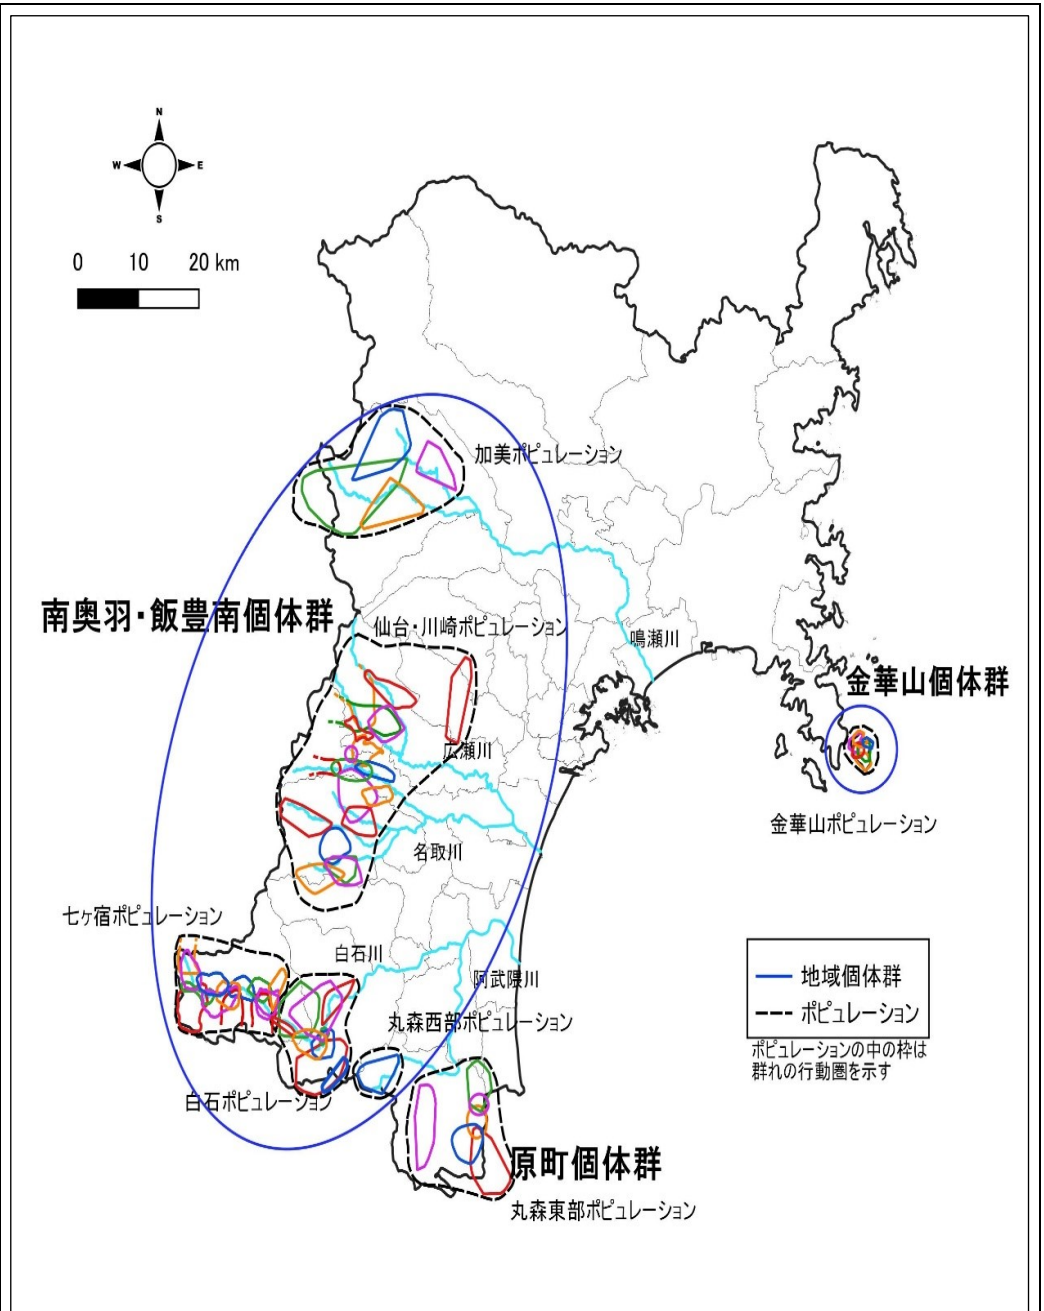 N
W E
S
0 10 20 km
加美ポピュレーション
南奥羽・飯豊南個体群
仙台・川崎ポピュレーション
鳴瀬川
金華山個体群
広瀬川
金華山ポピュレーション
名取川
七ヶ宿ポピュレーション
白石川
阿武隈川
地域個体群
ポピュレーション
丸森西部ポピュレーション
ポピュレーションの中の枠は
群れの行動圏を示す
白石ポピュレーション
原町個体群
丸森東部ポピュレーション